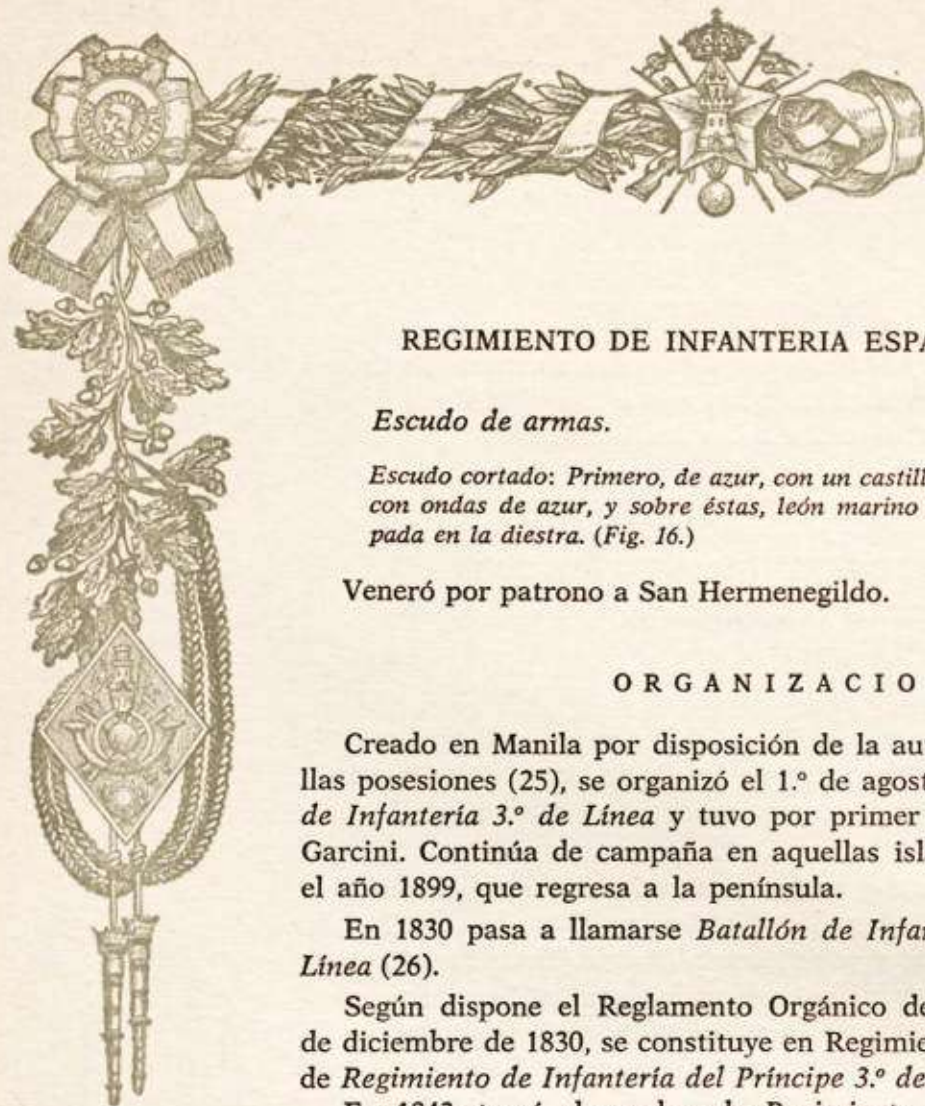 REGIMIENTO DE INFANTERIA ESPA
Escudo de armas.
Escudo cortado: Primero, de azur, con un castill
con ondas de azur, y sobre éstas, león marino
pada en la diestra. (Fig. 16.)
Veneró por patrono a San Hermenegildo.
ORGANIZACIO
Creado en Manila por disposición de la au
llas posesiones (25), se organizó el 1.º de agost
de Infantería 3.º de Línea y tuvo por primer
Garcini. Continúa de campaña en aquellas isl
el año 1899, que regresa a la península.
En 1830 pasa a llamarse Batallón de Infan
Línea (26).
Según dispone el Reglamento Orgánico de
de diciembre de 1830, se constituye en Regimie
de Regimiento de Infantería del Príncipe 3.º de